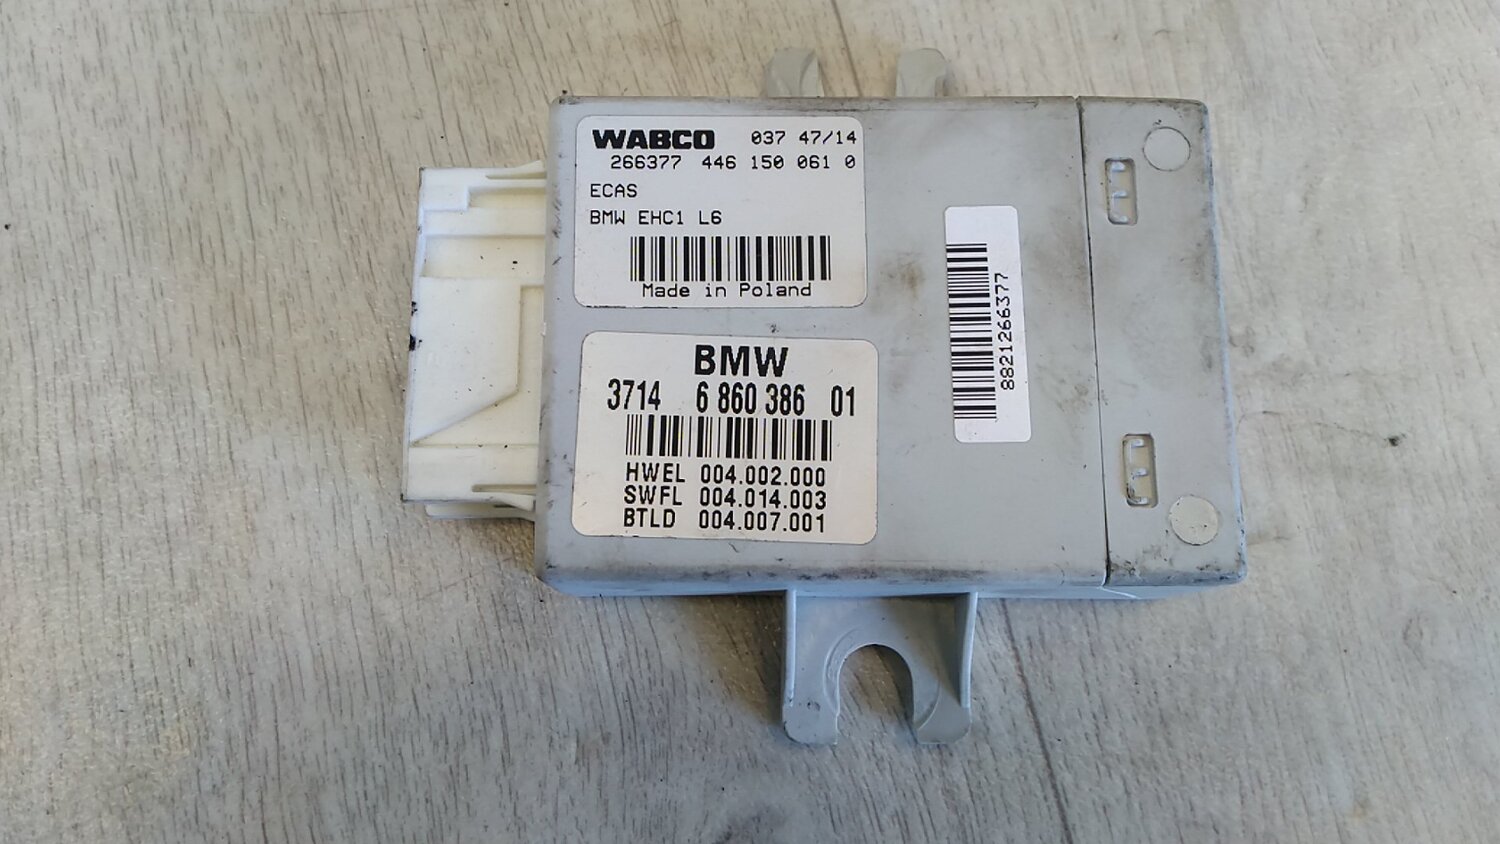 WABCO 037 47/14
266377 446 150 061 0
ECAS
BMW EHC1 L6
Made in Poland
BMW
3714 6 860 386 01
HWEL 004.002.000
SWFL 004.014.003
BTLD 004.007.001
8821266377